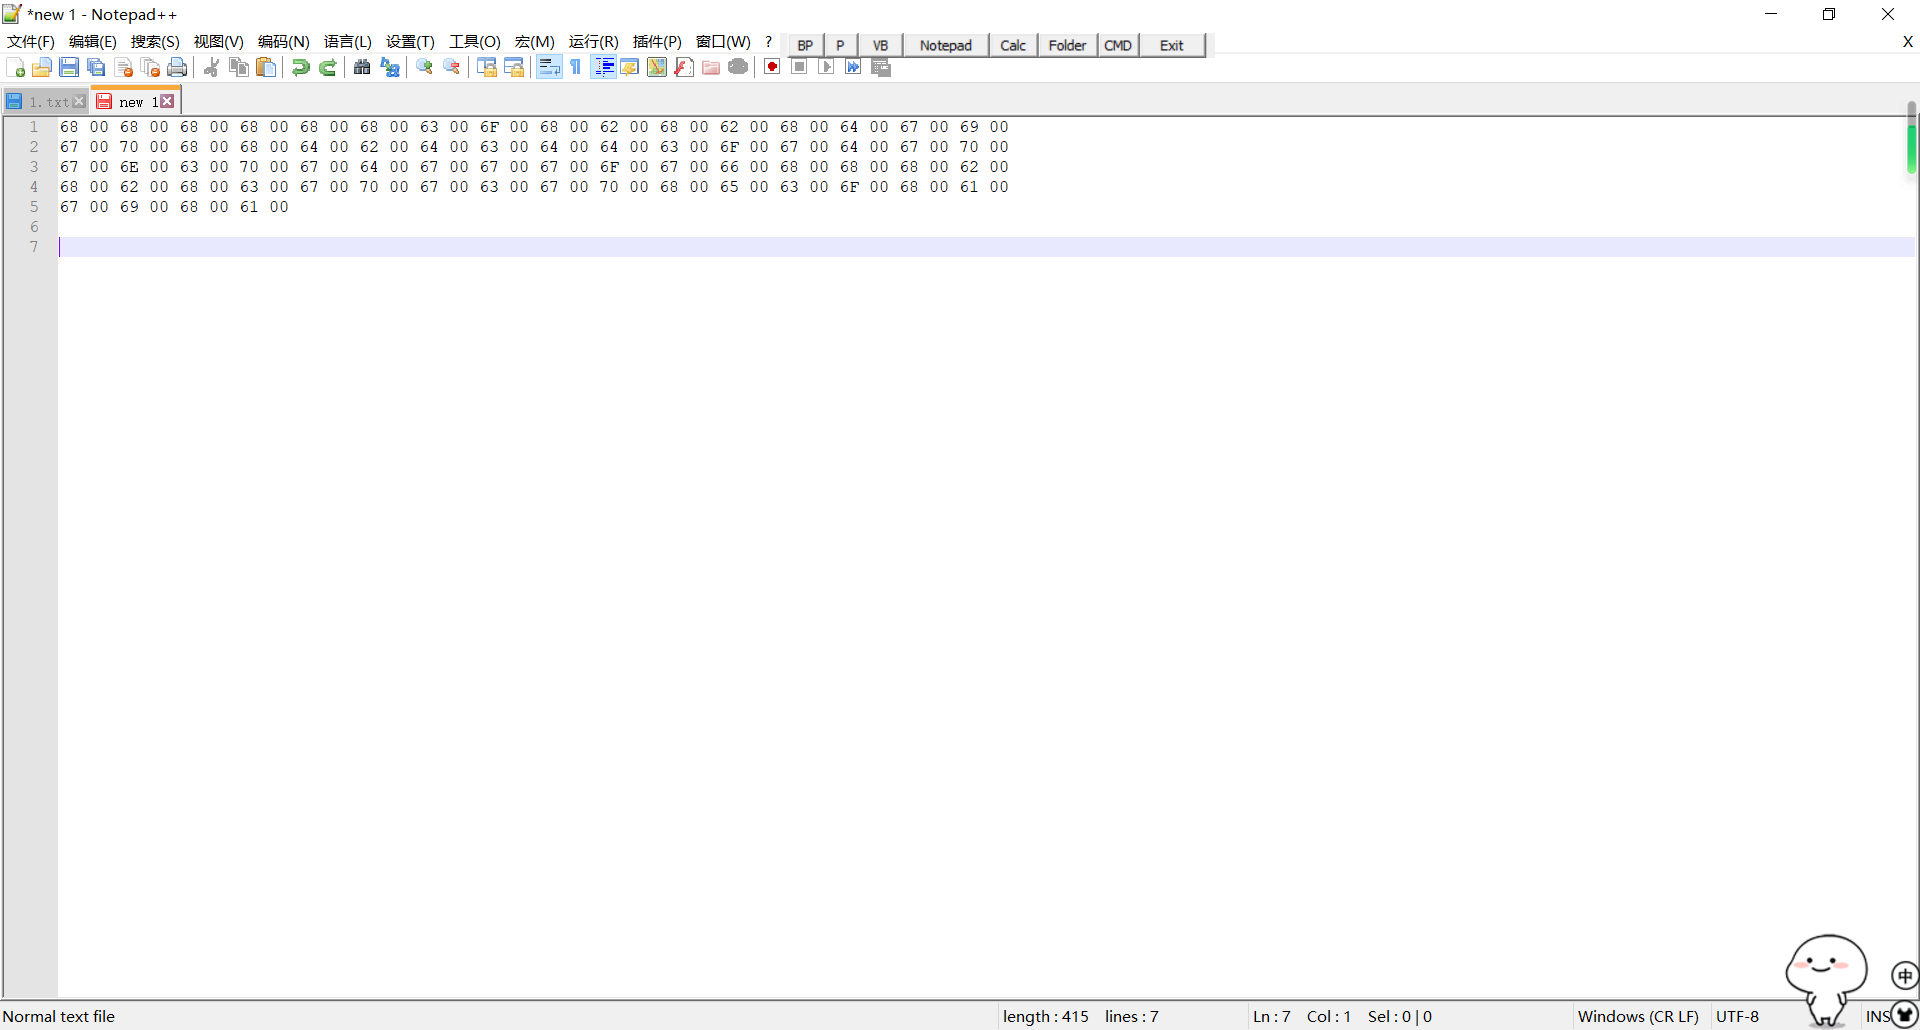 *new 1 - Notepad++
文件(F) 编辑(E) 搜索(S) 视图(V) 编码(N) 语言(L) 设置(T) 工具(O) 宏(M) 运行(R) 插件(P) 窗口(W) ? BP P VB Notepad Calc Folder CMD Exit X
1.txt new 1
1 68 00 68 00 68 00 68 00 68 00 68 00 63 00 6F 00 68 00 62 00 68 00 62 00 68 00 64 00 67 00 69 00
2 67 00 70 00 68 00 68 00 64 00 62 00 64 00 63 00 64 00 64 00 63 00 6F 00 67 00 64 00 67 00 70 00
3 67 00 6E 00 63 00 70 00 67 00 64 00 67 00 67 00 67 00 6F 00 67 00 66 00 68 00 68 00 68 00 62 00
4 68 00 62 00 68 00 63 00 67 00 70 00 67 00 63 00 67 00 70 00 68 00 65 00 63 00 6F 00 68 00 61 00
5 67 00 69 00 68 00 61 00
6
7
中
Normal text file length : 415 lines : 7 Ln : 7 Col : 1 Sel : 0 | 0 Windows (CR LF) UTF-8 INS